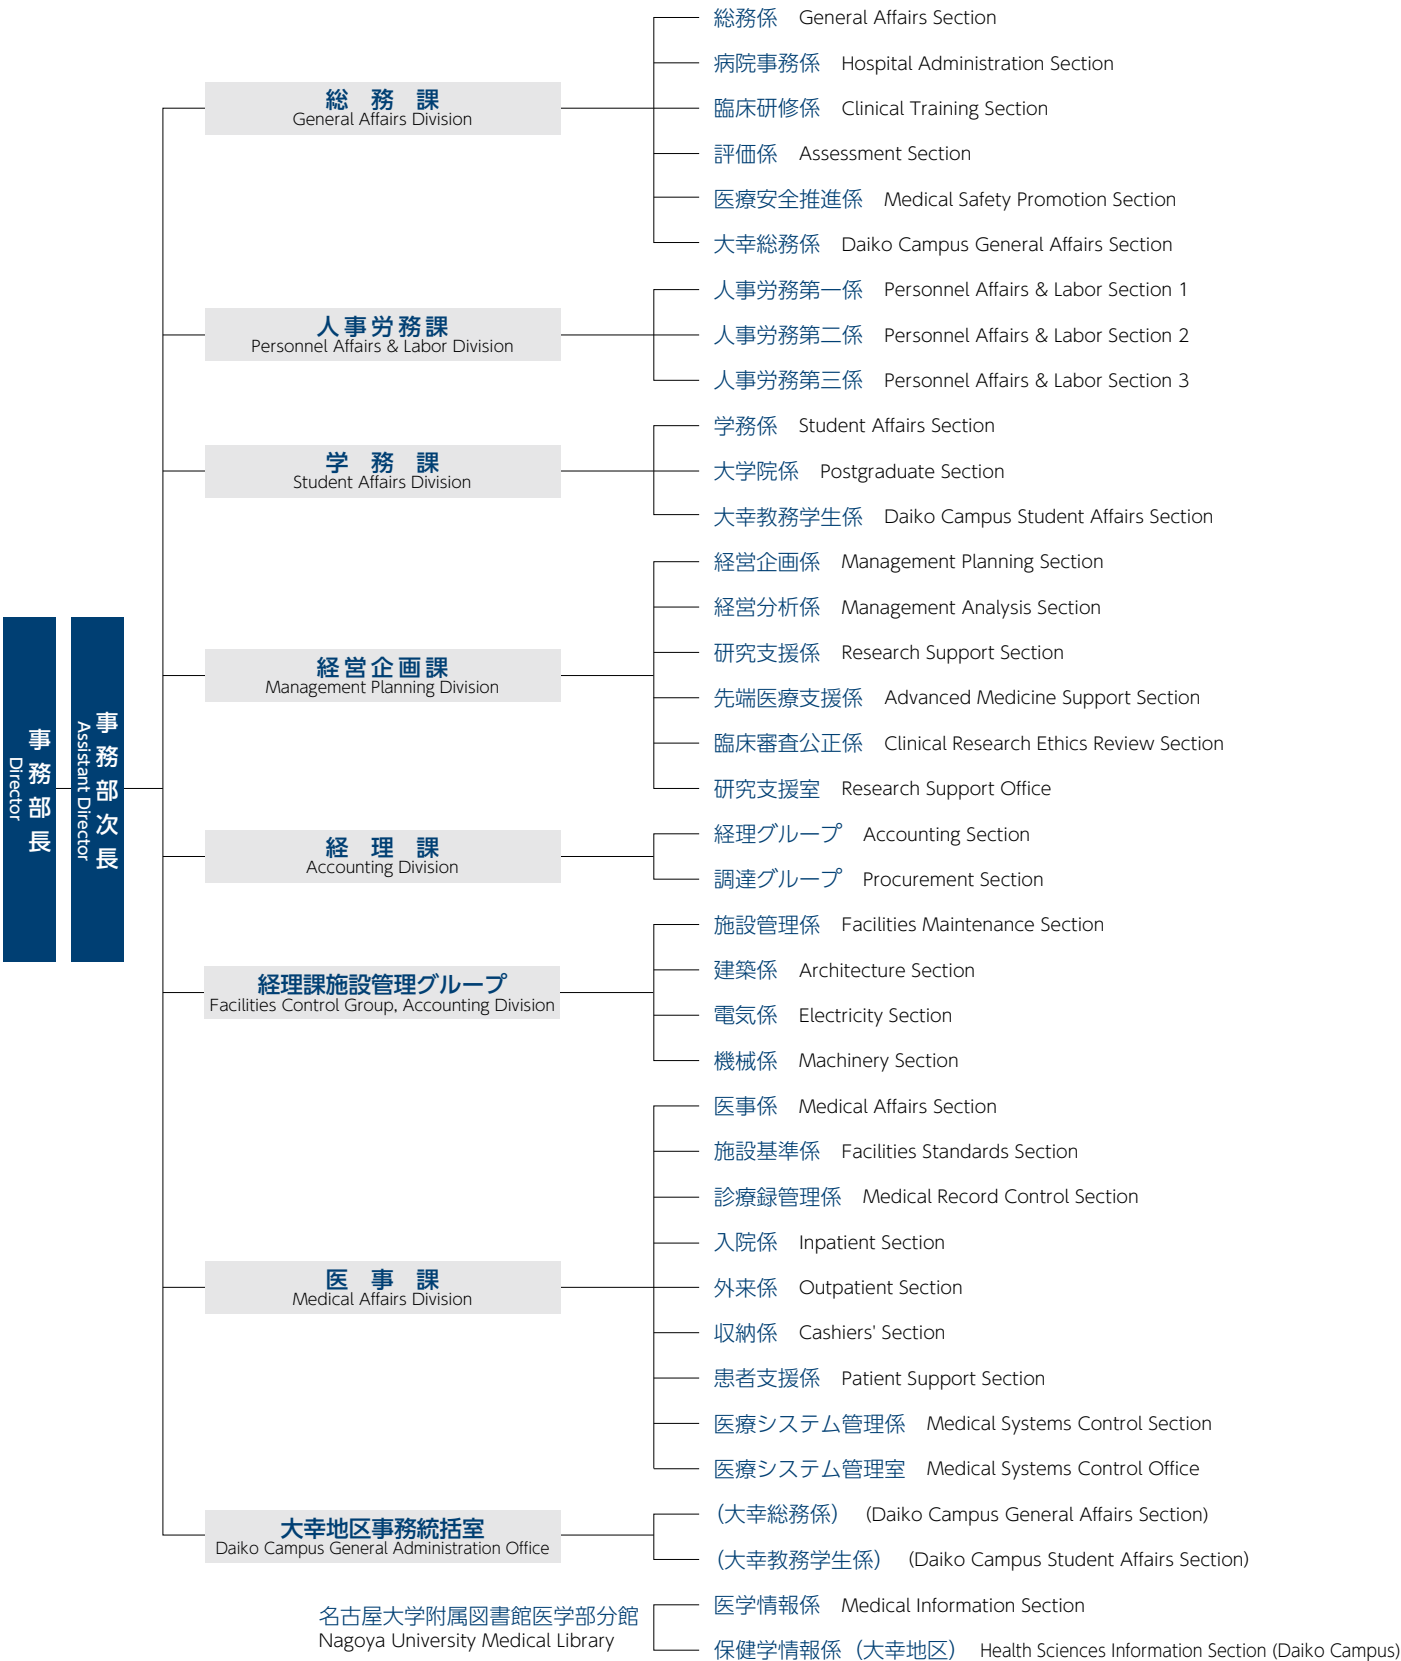 事務部長
Director
事務部次長
Assistant Director
総務課
General Affairs Division
総務係 General Affairs Section
病院事務係 Hospital Administration Section
臨床研修係 Clinical Training Section
評価係 Assessment Section
医療安全推進係 Medical Safety Promotion Section
大幸総務係 Daiko Campus General Affairs Section
人事労務課
Personnel Affairs & Labor Division
人事労務第一係 Personnel Affairs & Labor Section 1
人事労務第二係 Personnel Affairs & Labor Section 2
人事労務第三係 Personnel Affairs & Labor Section 3
学務課
Student Affairs Division
学務係 Student Affairs Section
大学院係 Postgraduate Section
大幸教務学生係 Daiko Campus Student Affairs Section
経営企画課
Management Planning Division
経営企画係 Management Planning Section
経営分析係 Management Analysis Section
研究支援係 Research Support Section
先端医療支援係 Advanced Medicine Support Section
臨床審査公正係 Clinical Research Ethics Review Section
研究支援室 Research Support Office
経理課
Accounting Division
経理グループ Accounting Section
調達グループ Procurement Section
経理課施設管理グループ
Facilities Control Group, Accounting Division
施設管理係 Facilities Maintenance Section
建築係 Architecture Section
電気係 Electricity Section
機械係 Machinery Section
医事課
Medical Affairs Division
医事係 Medical Affairs Section
施設基準係 Facilities Standards Section
診療録管理係 Medical Record Control Section
入院係 Inpatient Section
外来係 Outpatient Section
収納係 Cashiers' Section
患者支援係 Patient Support Section
医療システム管理係 Medical Systems Control Section
医療システム管理室 Medical Systems Control Office
大幸地区事務統括室
Daiko Campus General Administration Office
（大幸総務係） (Daiko Campus General Affairs Section)
（大幸教務学生係） (Daiko Campus Student Affairs Section)
名古屋大学附属図書館医学部分館
Nagoya University Medical Library
医学情報係 Medical Information Section
保健学情報係（大幸地区） Health Sciences Information Section (Daiko Campus)